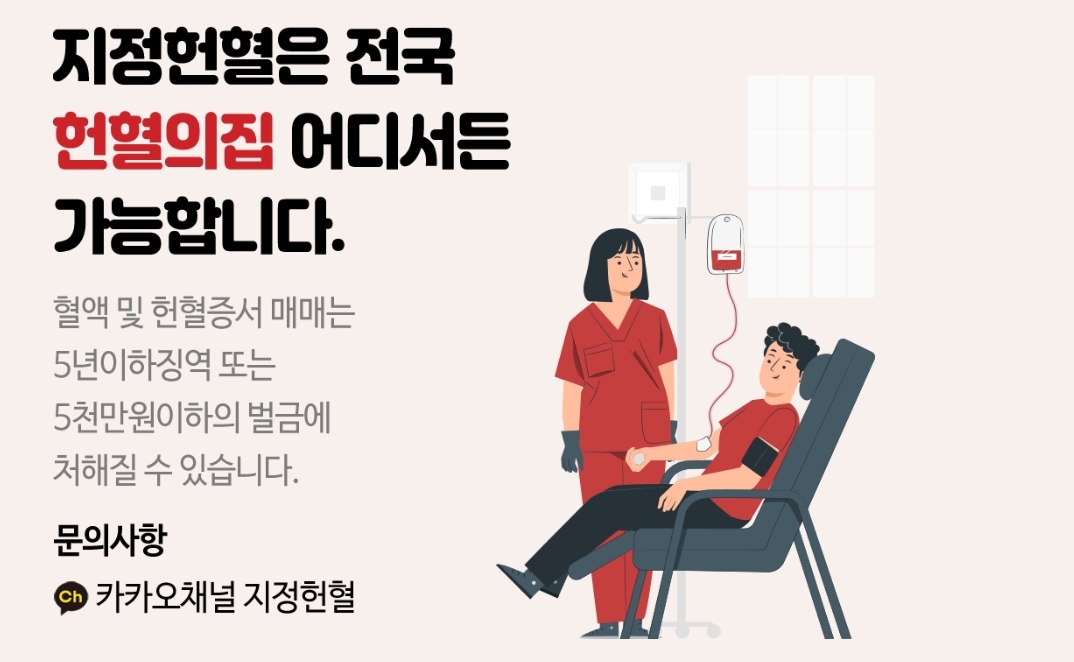 지정헌혈은 전국
헌혈의집 어디서든
가능합니다.
혈액 및 헌혈증서 매매는
5년이하징역 또는
5천만원이하의 벌금에
처해질 수 있습니다.
문의사항
Ch 카카오채널 지정헌혈